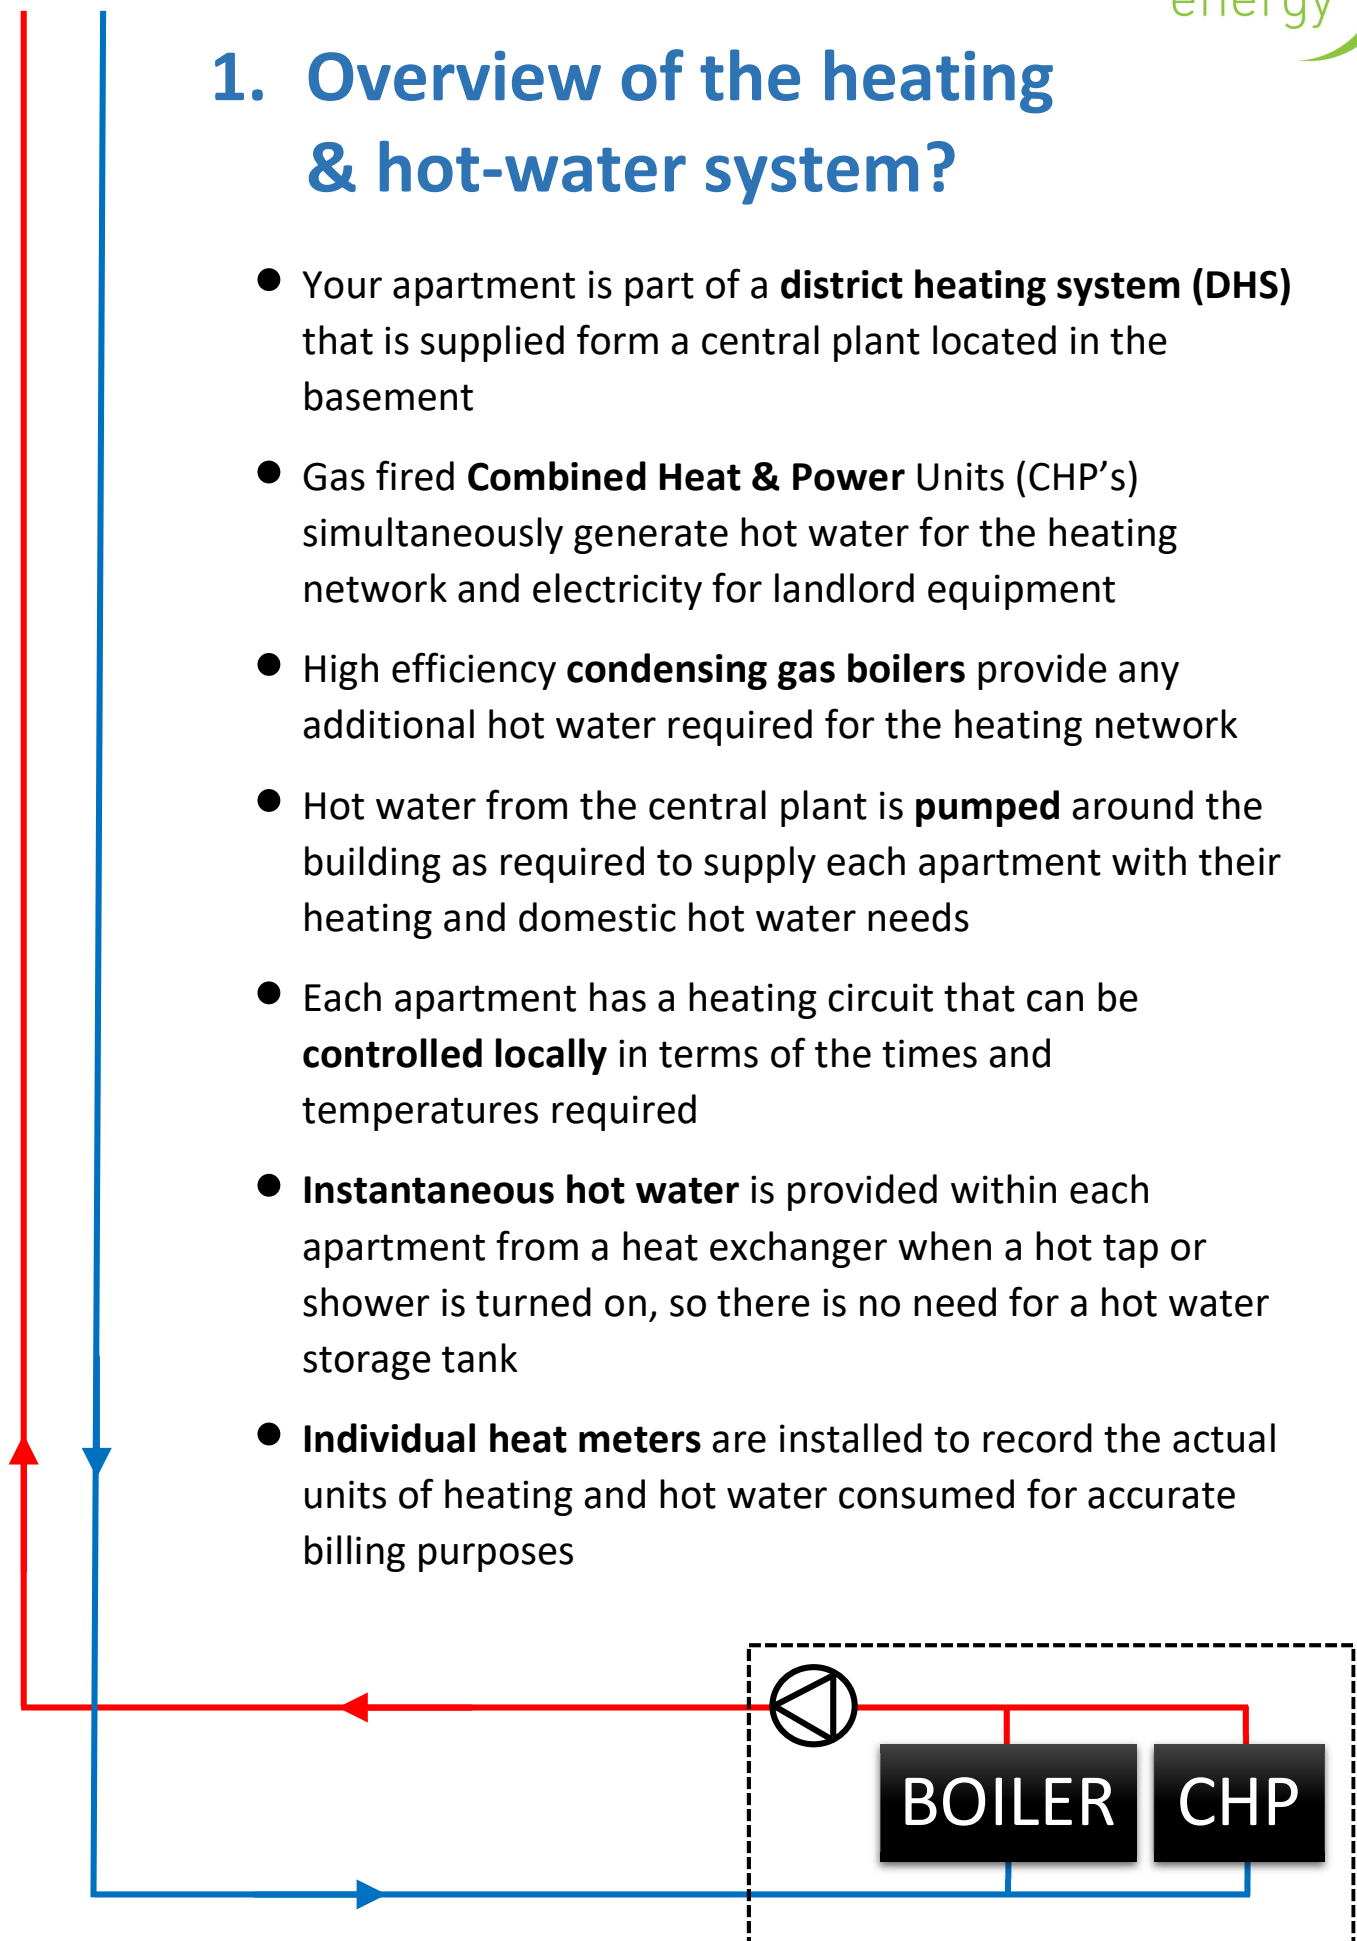 energy
1. Overview of the heating
& hot-water system?
● Your apartment is part of a district heating system (DHS)
that is supplied form a central plant located in the
basement
● Gas fired Combined Heat & Power Units (CHP’s)
simultaneously generate hot water for the heating
network and electricity for landlord equipment
● High efficiency condensing gas boilers provide any
additional hot water required for the heating network
● Hot water from the central plant is pumped around the
building as required to supply each apartment with their
heating and domestic hot water needs
● Each apartment has a heating circuit that can be
controlled locally in terms of the times and
temperatures required
● Instantaneous hot water is provided within each
apartment from a heat exchanger when a hot tap or
shower is turned on, so there is no need for a hot water
storage tank
● Individual heat meters are installed to record the actual
units of heating and hot water consumed for accurate
billing purposes
BOILER CHP